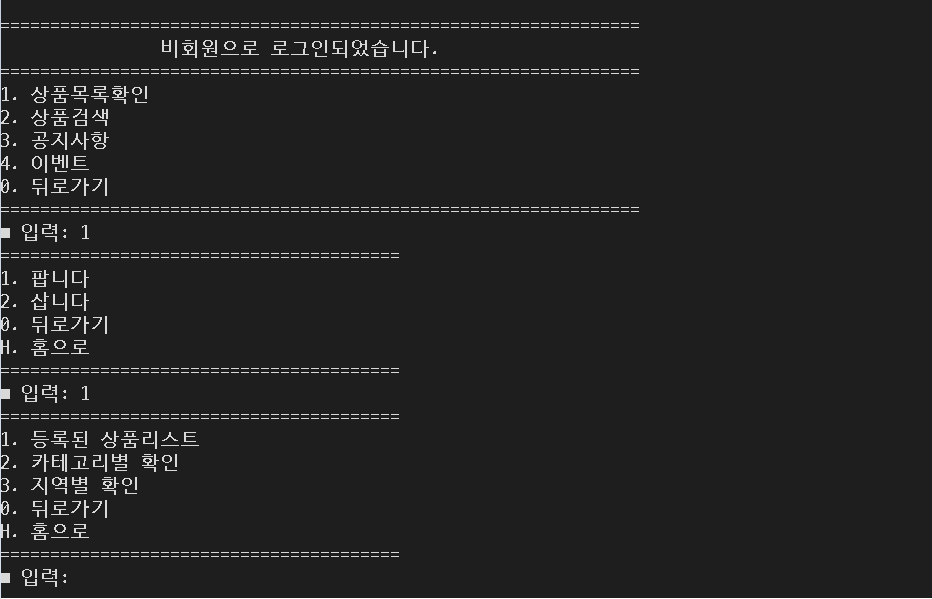 ================================================================
비회원으로 로그인되었습니다.
================================================================
1. 상품목록확인
2. 상품검색
3. 공지사항
4. 이벤트
0. 뒤로가기
================================================================
■ 입력: 1
========================================
1. 팝니다
2. 삽니다
0. 뒤로가기
H. 홈으로
========================================
■ 입력: 1
========================================
1. 등록된 상품리스트
2. 카테고리별 확인
3. 지역별 확인
0. 뒤로가기
H. 홈으로
========================================
■ 입력: